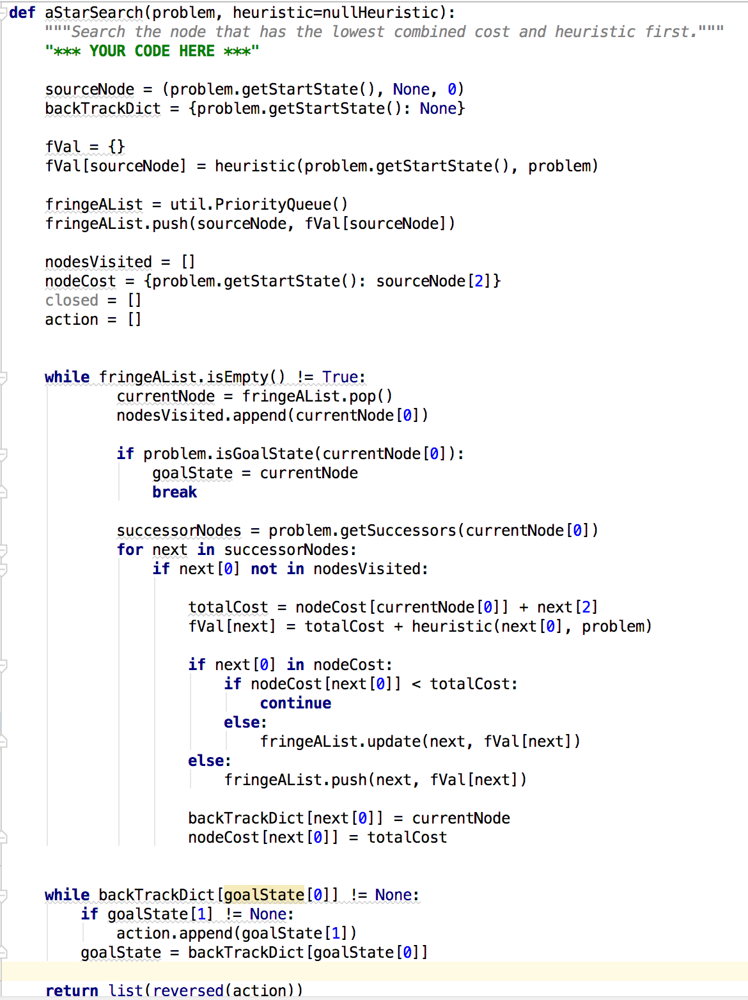 def aStarSearch(problem, heuristic=nullHeuristic):
    """Search the node that has the lowest combined cost and heuristic first."""
    "*** YOUR CODE HERE ***"

    sourceNode = (problem.getStartState(), None, 0)
    backTrackDict = {problem.getStartState(): None}

    fVal = {}
    fVal[sourceNode] = heuristic(problem.getStartState(), problem)

    fringeAList = util.PriorityQueue()
    fringeAList.push(sourceNode, fVal[sourceNode])

    nodesVisited = []
    nodeCost = {problem.getStartState(): sourceNode[2]}
    closed = []
    action = []

    while fringeAList.isEmpty() != True:
            currentNode = fringeAList.pop()
            nodesVisited.append(currentNode[0])

            if problem.isGoalState(currentNode[0]):
                goalState = currentNode
                break

            successorNodes = problem.getSuccessors(currentNode[0])
            for next in successorNodes:
                if next[0] not in nodesVisited:

                    totalCost = nodeCost[currentNode[0]] + next[2]
                    fVal[next] = totalCost + heuristic(next[0], problem)

                    if next[0] in nodeCost:
                        if nodeCost[next[0]] < totalCost:
                            continue
                        else:
                            fringeAList.update(next, fVal[next])
                    else:
                        fringeAList.push(next, fVal[next])

                    backTrackDict[next[0]] = currentNode
                    nodeCost[next[0]] = totalCost

    while backTrackDict[goalState[0]] != None:
        if goalState[1] != None:
            action.append(goalState[1])
        goalState = backTrackDict[goalState[0]]

    return list(reversed(action))